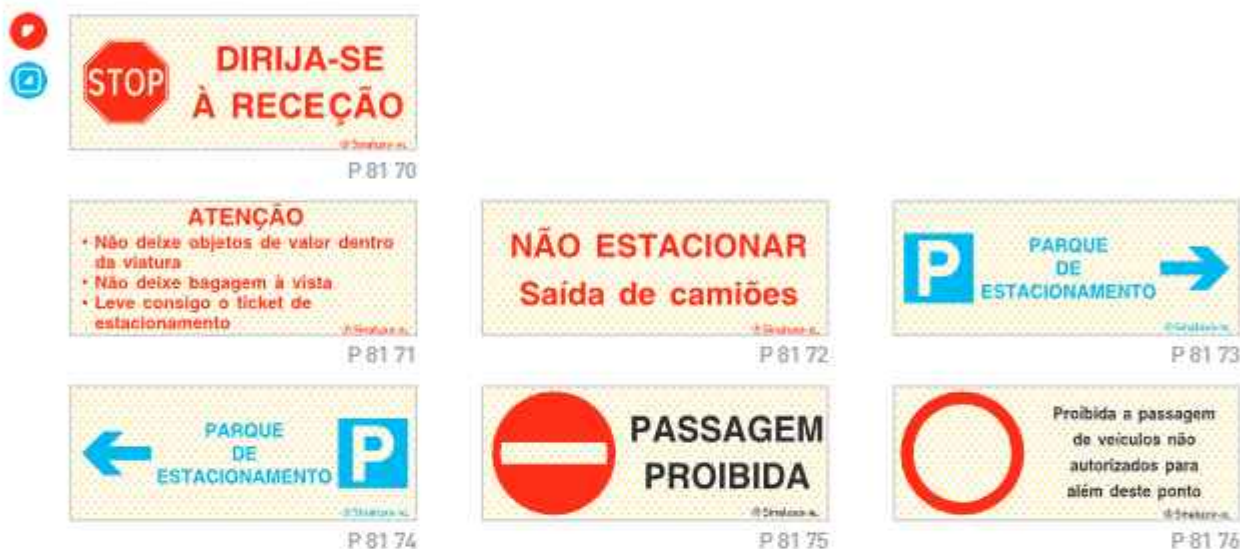 STOP
DIRIJA-SE
À RECEÇÃO
P 81 70
ATENÇÃO
• Não deixe objetos de valor dentro
da viatura
• Não deixe bagagem à vista
• Leve consigo o ticket de
estacionamento
P 81 71
NÃO ESTACIONAR
Saída de camiões
P 81 72
P
PARQUE
DE
ESTACIONAMENTO
P 81 73
PARQUE
DE
ESTACIONAMENTO
P
P 81 74
PASSAGEM
PROIBIDA
P 81 75
Proibida a passagem
de veículos não
autorizados para
além deste ponto
P 81 76